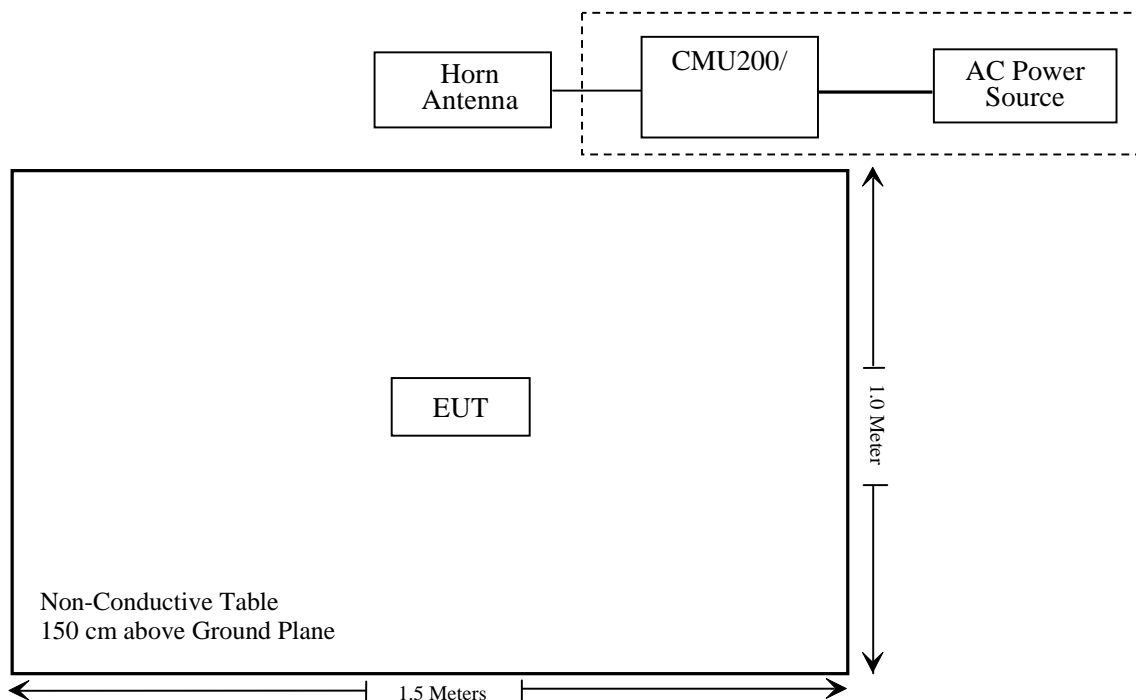 Horn
Antenna
CMU200/
AC Power
Source
EUT
1.0 Meter
Non-Conductive Table
150 cm above Ground Plane
1.5 Meters